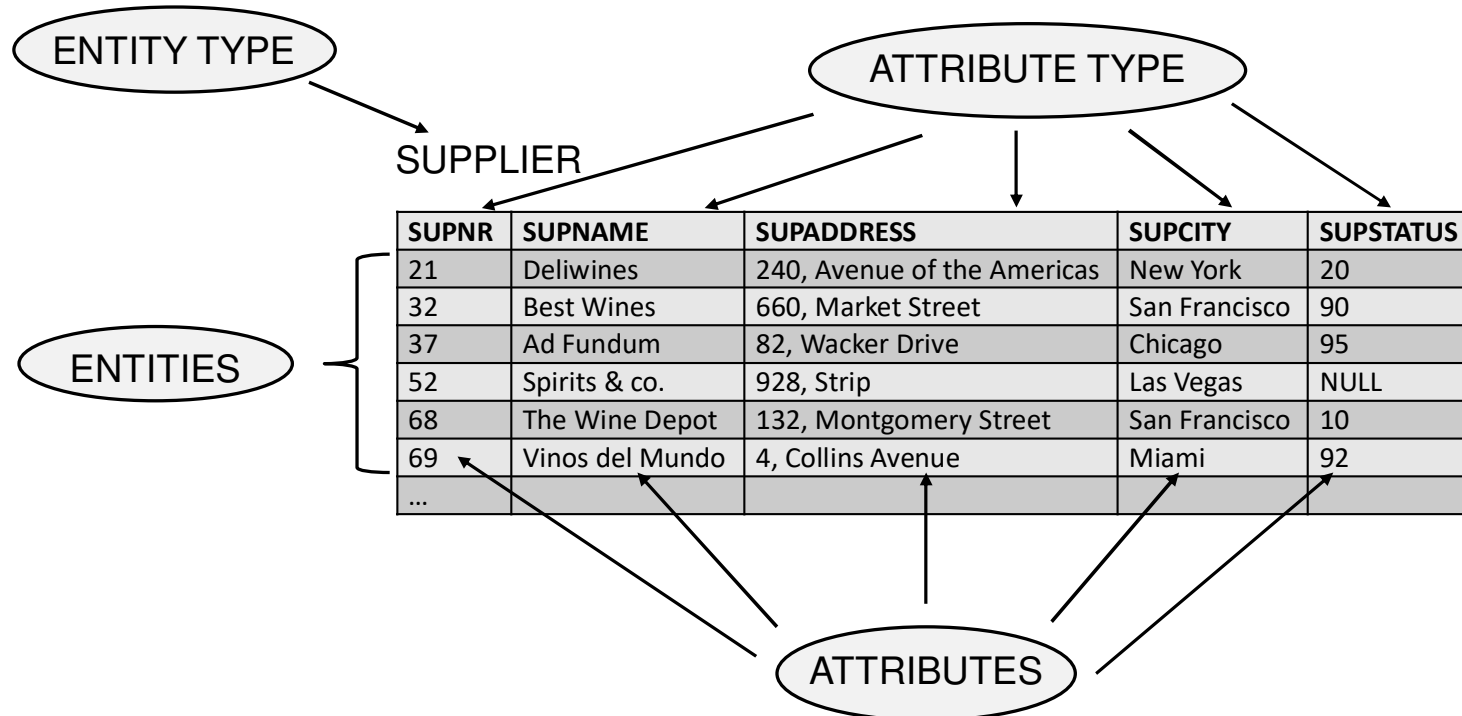 ENTITY TYPE
ATTRIBUTE TYPE
SUPPLIER
SUPNR SUPNAME SUPADDRESS SUPCITY SUPSTATUS
21 Deliwines 240, Avenue of the Americas New York 20
32 Best Wines 660, Market Street San Francisco 90
37 Ad Fundum 82, Wacker Drive Chicago 95
ENTITIES
52 Spirits & co. 928, Strip Las Vegas NULL
68 The Wine Depot 132, Montgomery Street San Francisco 10
69 Vinos del Mundo 4, Collins Avenue Miami 92
...
ATTRIBUTES